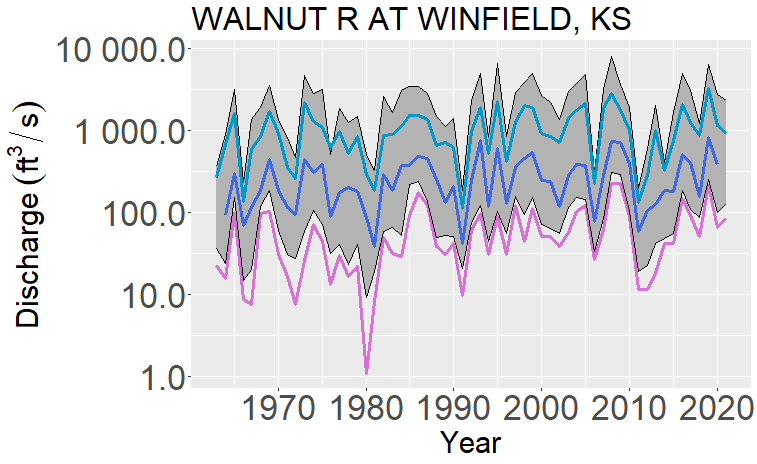 WALNUT R AT WINFIELD, KS
Discharge (ft³/s)
10 000.0
1 000.0
100.0
10.0
1.0
1970 1980 1990 2000 2010 2020
Year